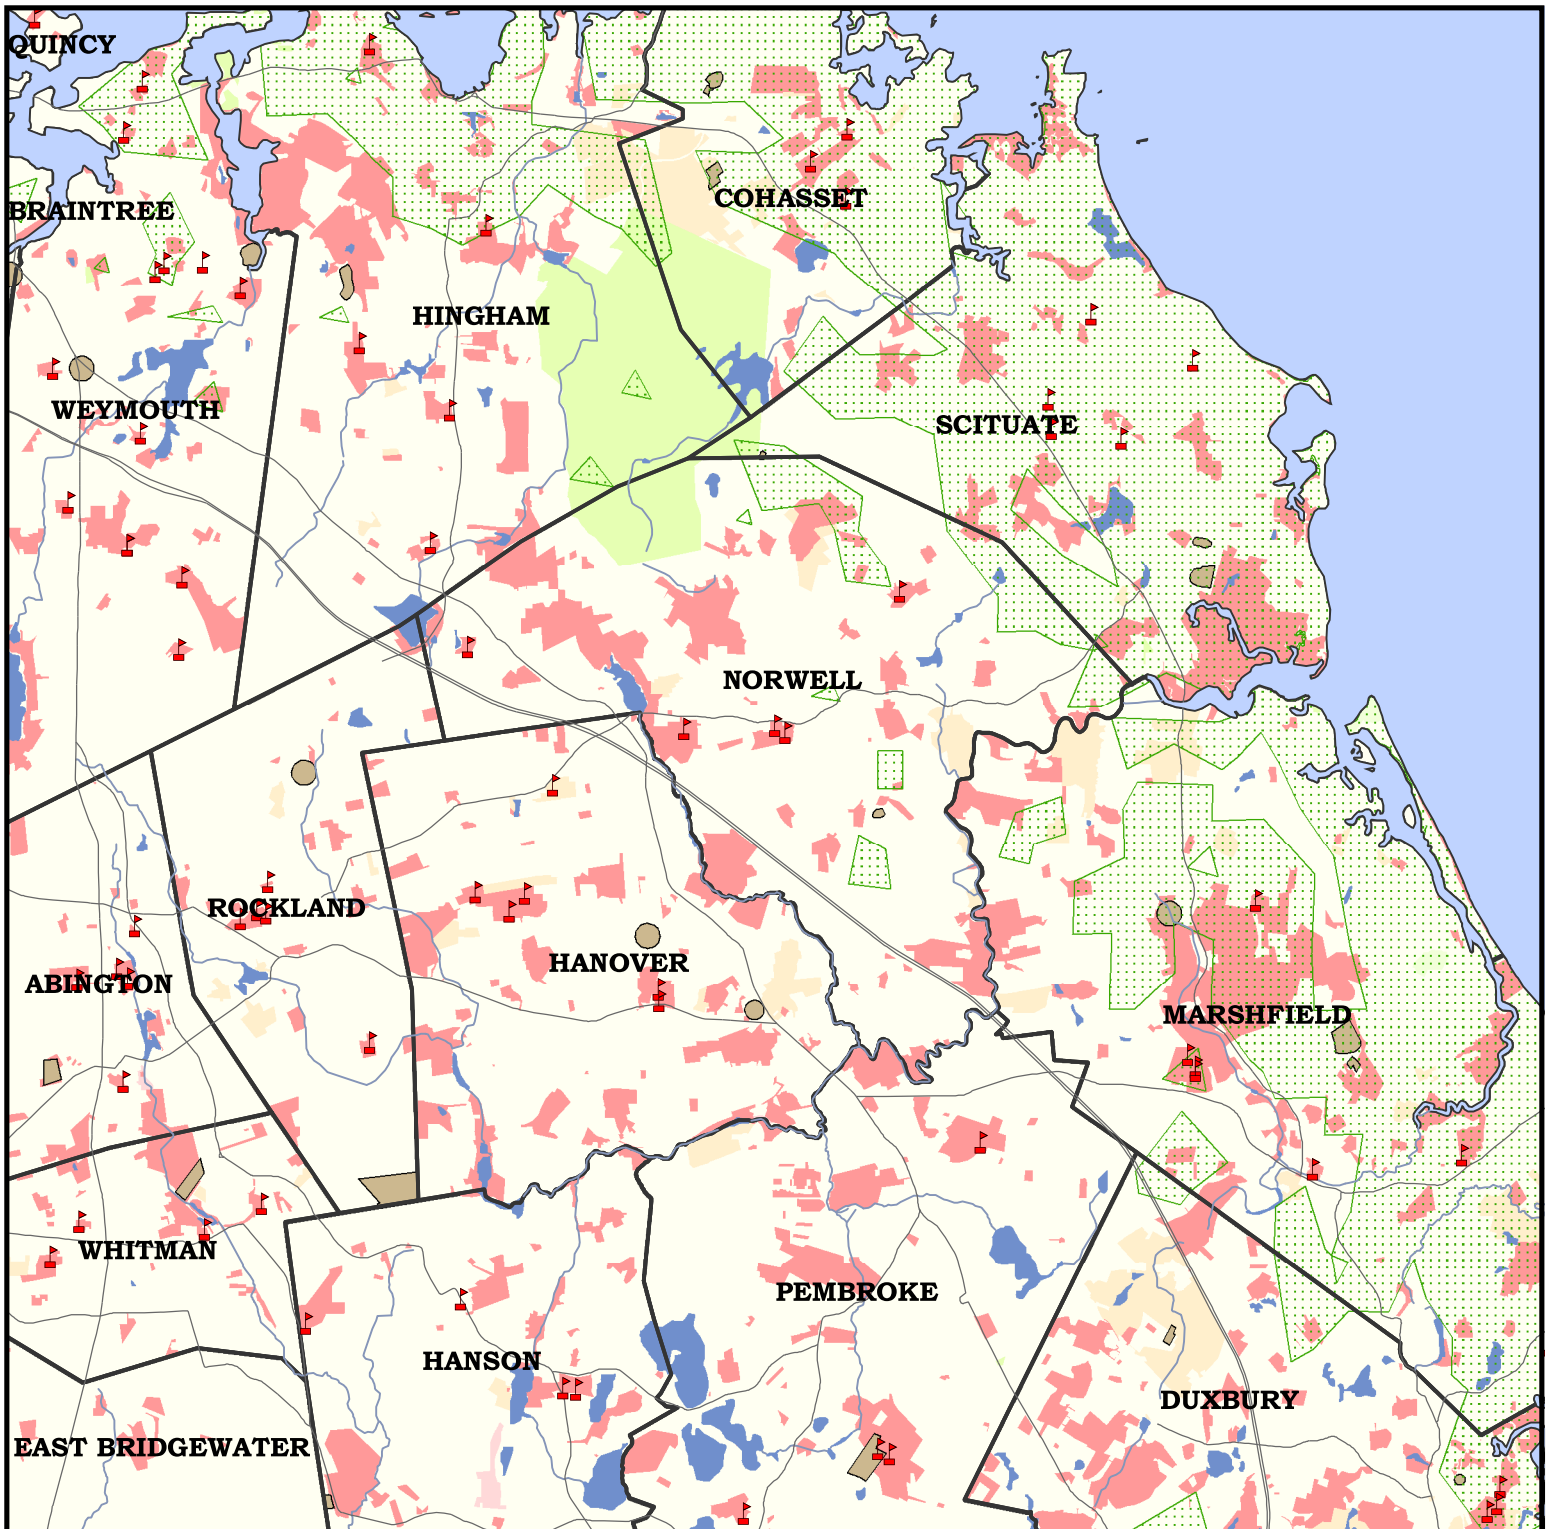 QUINCY
COHASSET
BRAINTREE
HINGHAM
WEYMOUTH
SCITUATE
NORWELL
ROCKLAND
HANOVER
ABINGTON
MARSHFIELD
WHITMAN
PEMBROKE
HANSON
DUXBURY
EAST BRIDGEWATER